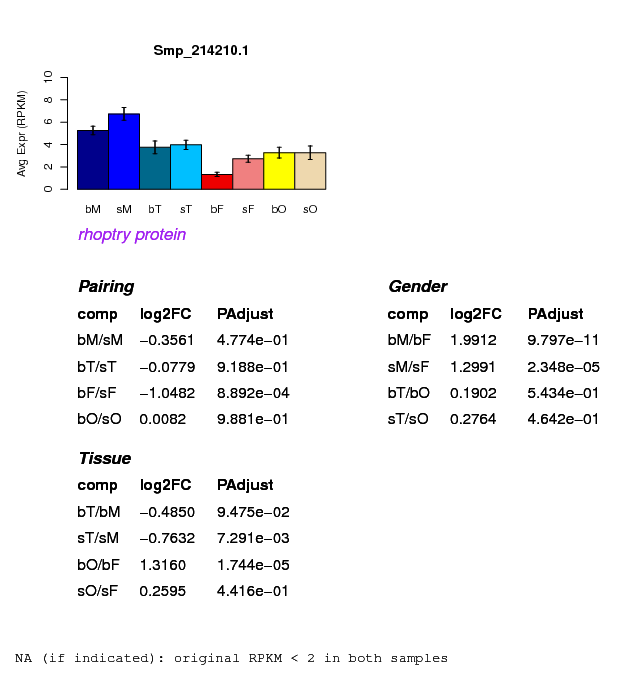 Smp_214210.1
Avg Expr (RPKM)
10
8
6
4
2
0
bM sM bT sT bF sF bO sO
rhoptry protein
Pairing
comp log2FC PAdjust
bM/sM −0.3561 4.774e−01
bT/sT −0.0779 9.188e−01
bF/sF −1.0482 8.892e−04
bO/sO 0.0082 9.881e−01
Gender
comp log2FC PAdjust
bM/bF 1.9912 9.797e−11
sM/sF 1.2991 2.348e−05
bT/bO 0.1902 5.434e−01
sT/sO 0.2764 4.642e−01
Tissue
comp log2FC PAdjust
bT/bM −0.4850 9.475e−02
sT/sM −0.7632 7.291e−03
bO/bF 1.3160 1.744e−05
sO/sF 0.2595 4.416e−01
NA (if indicated): original RPKM < 2 in both samples